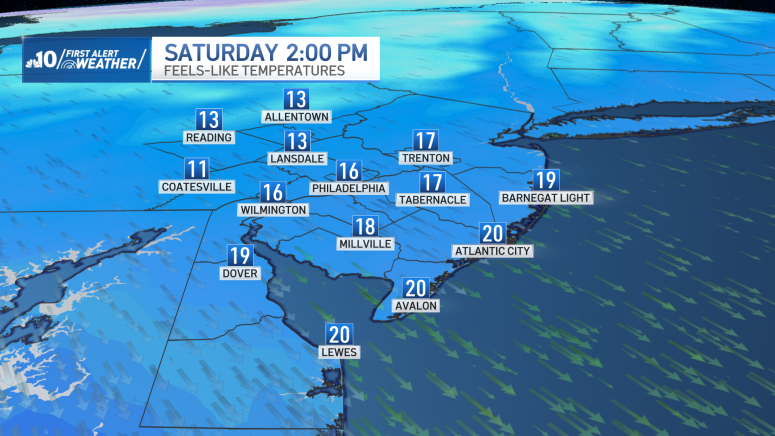 10 FIRST ALERT WEATHER
SATURDAY 2:00 PM
FEELS-LIKE TEMPERATURES
13
ALLENTOWN
13
READING
13
LANSDALE
17
TRENTON
11
COATESVILLE
16
PHILADELPHIA
17
TABERNACLE
19
BARNEGAT LIGHT
16
WILMINGTON
18
MILLVILLE
20
ATLANTIC CITY
19
DOVER
20
AVALON
20
LEWES